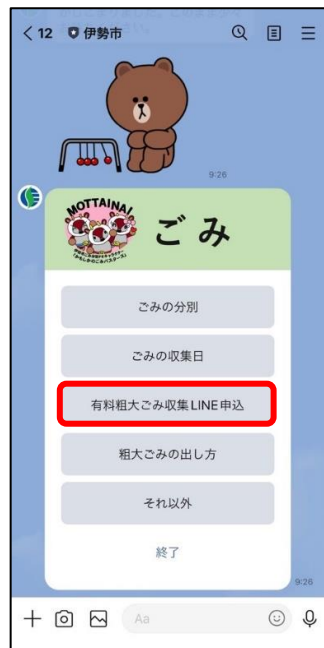 12 伊勢市
9:26
MOTTAINAI
ごみ
ごみの分別
ごみの収集日
有料粗大ごみ収集LINE申込
粗大ごみの出し方
それ以外
終了
9:26
Aa